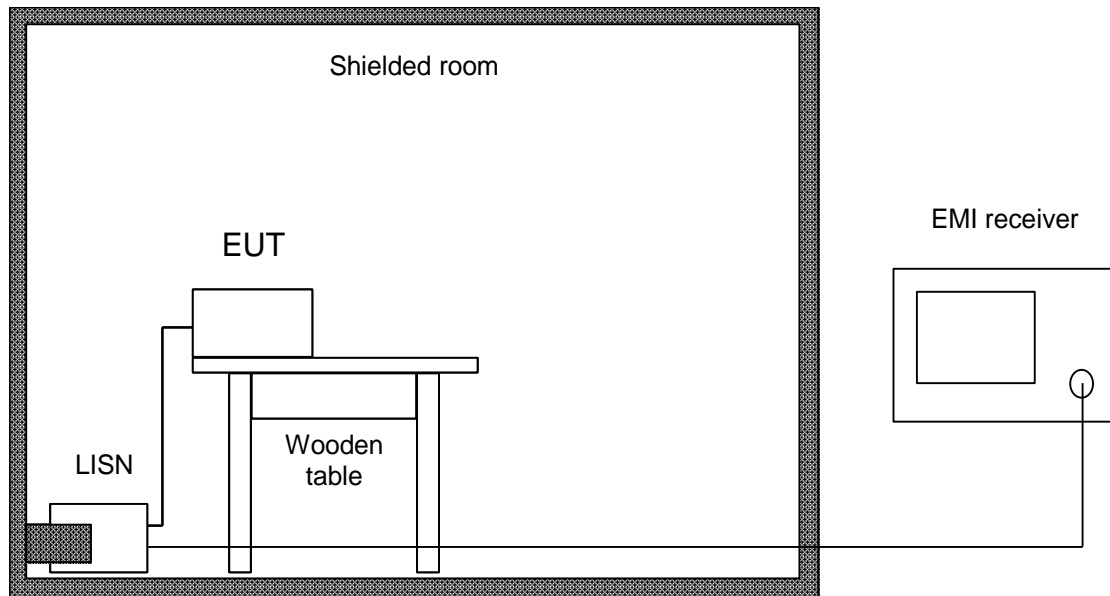 Shielded room
EMI receiver
EUT
Wooden
table
LISN